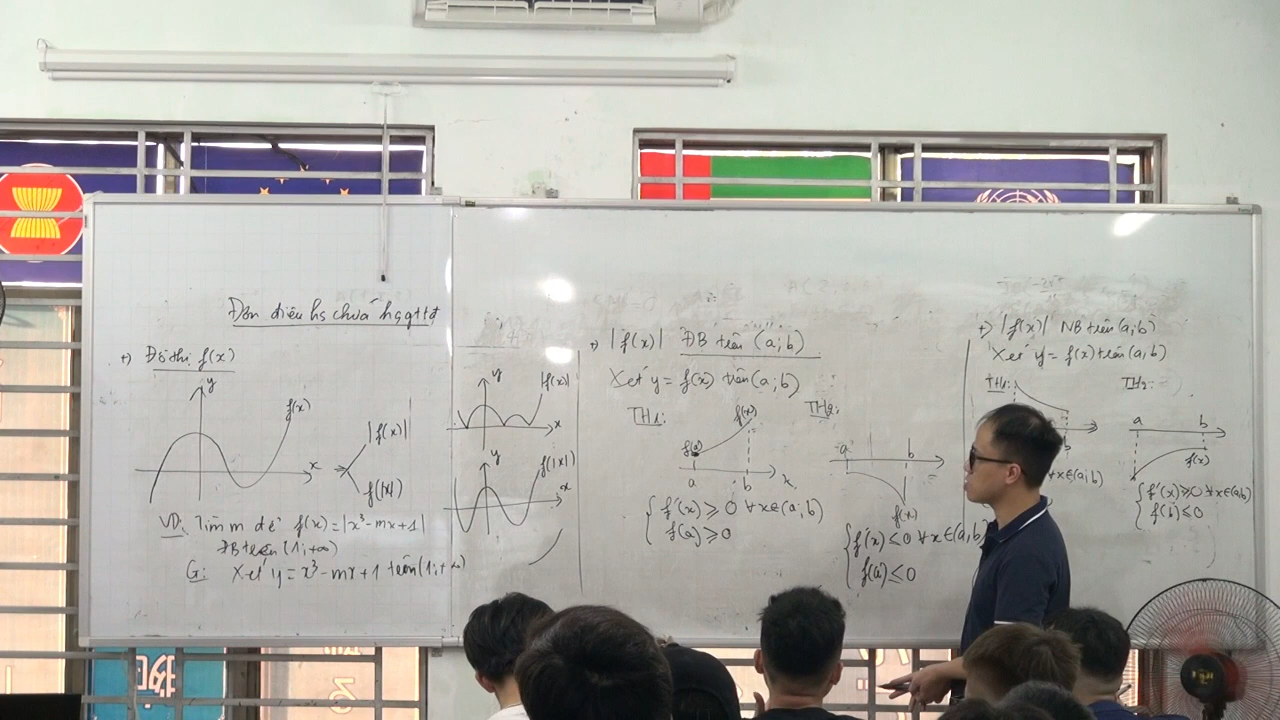 Đơn điệu hs chứa hsgttđ
+) Đồ thị f(x)
y
f(x)
x
|f(x)|
f(|x|)
VD: Tìm m để f(x) = |x³ - mx + 1|
ĐB trên (1; +∞)
G: Xét y = x³ - mx + 1 trên (1; +∞)
y
|f(x)|
x
y
f(|x|)
x
+) |f(x)| ĐB trên (a; b)
Xét y = f(x) trên (a; b)
TH1:
f(x)
f(a)
a
b
x
{ f'(x) ≥ 0 ∀x∈(a; b)
f(a) ≥ 0
TH2:
a
b
f(x)
{ f'(x) ≤ 0 ∀x∈(a; b)
f(a) ≤ 0
+) |f(x)| NB trên (a; b)
Xét y = f(x) trên (a; b)
TH1:
b
∀x∈(a; b)
TH2:
a
b
f(x)
{ f'(x) ≥ 0 ∀x∈(a; b)
f(b) ≤ 0